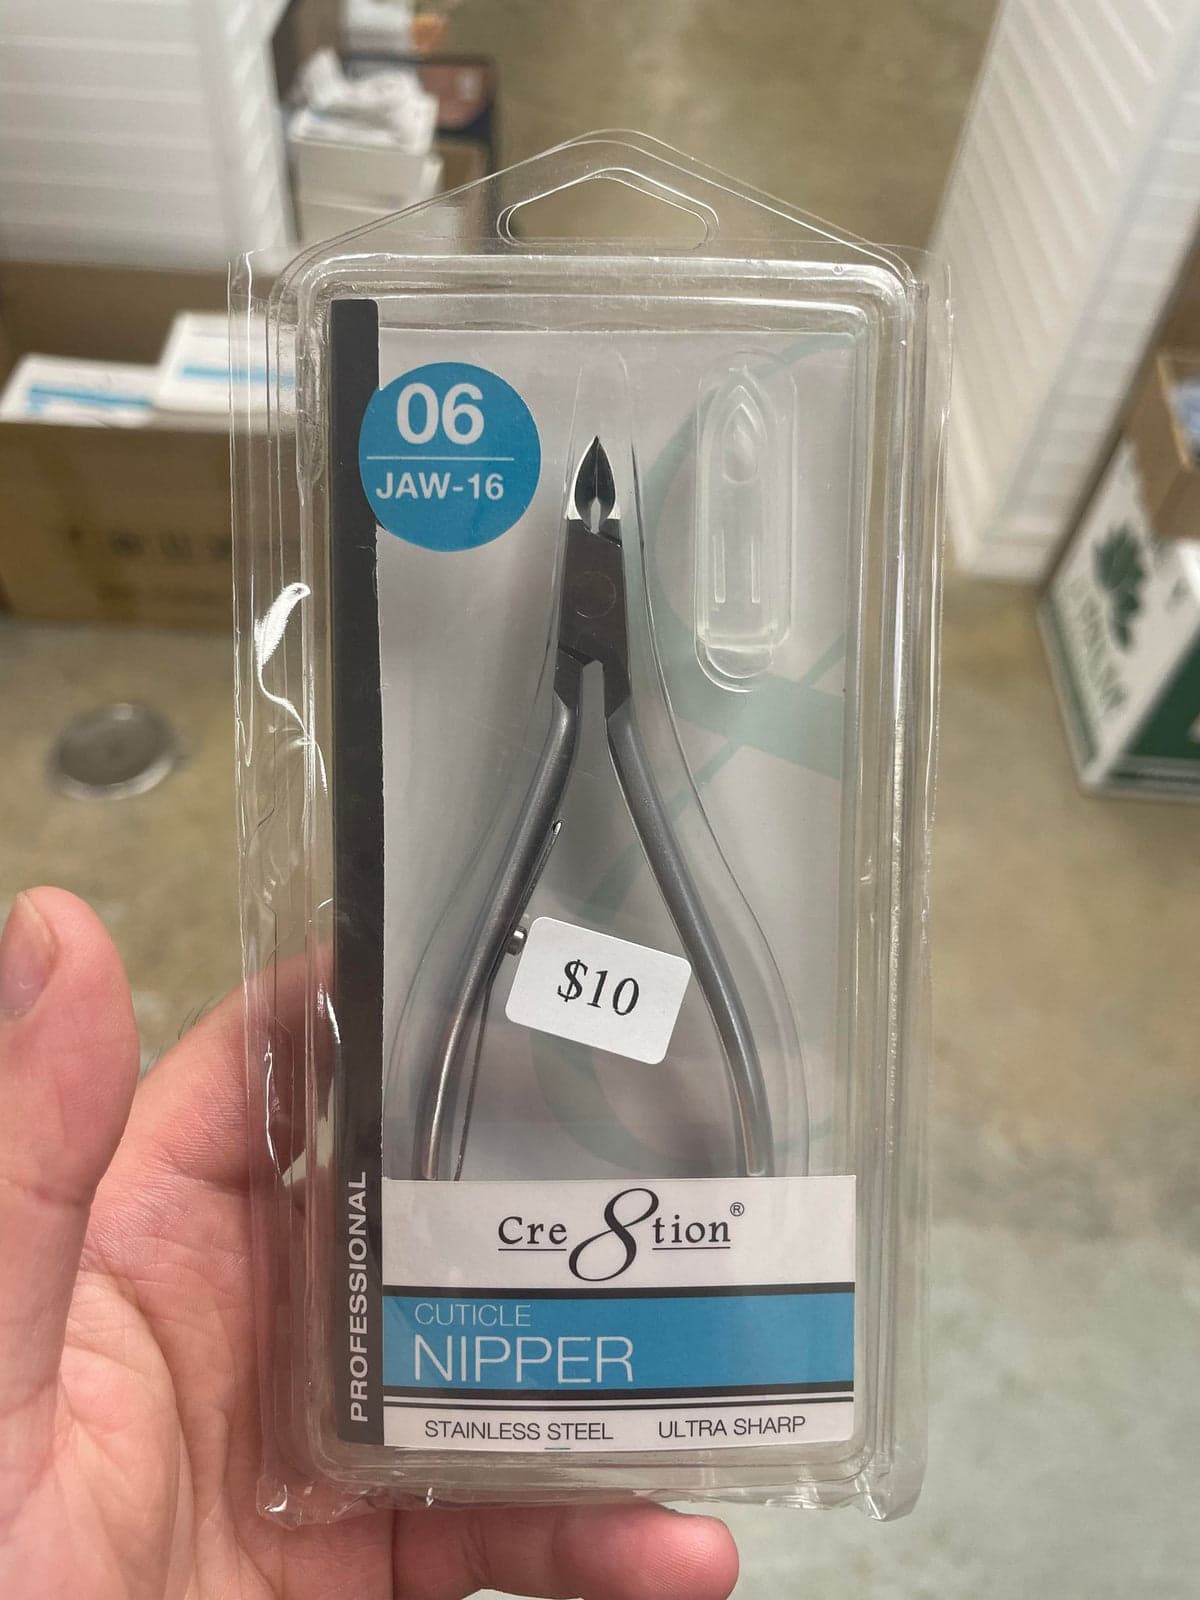 06
JAW-16
$10
PROFESSIONAL
Cre8tion®
CUTICLE
NIPPER
STAINLESS STEEL ULTRA SHARP